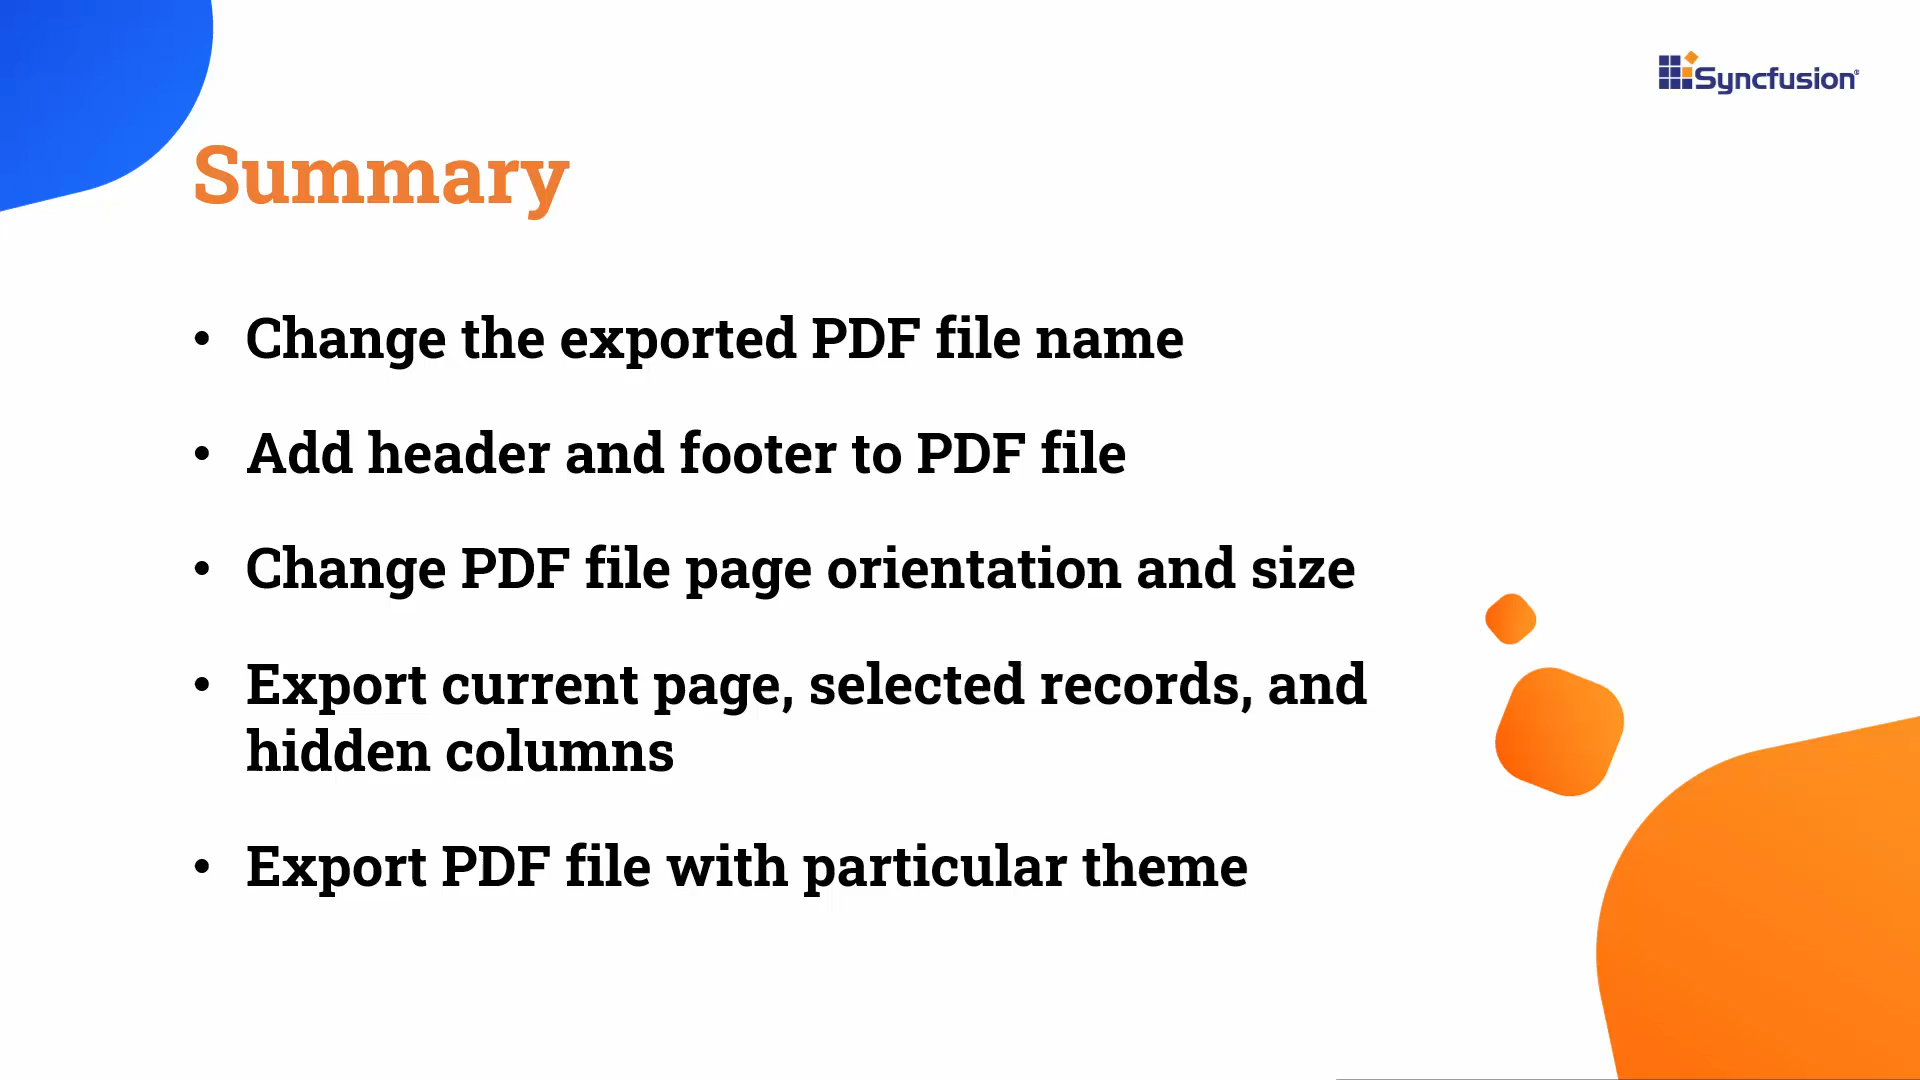 Syncfusion®
Summary
• Change the exported PDF file name
• Add header and footer to PDF file
• Change PDF file page orientation and size
• Export current page, selected records, and
hidden columns
• Export PDF file with particular theme